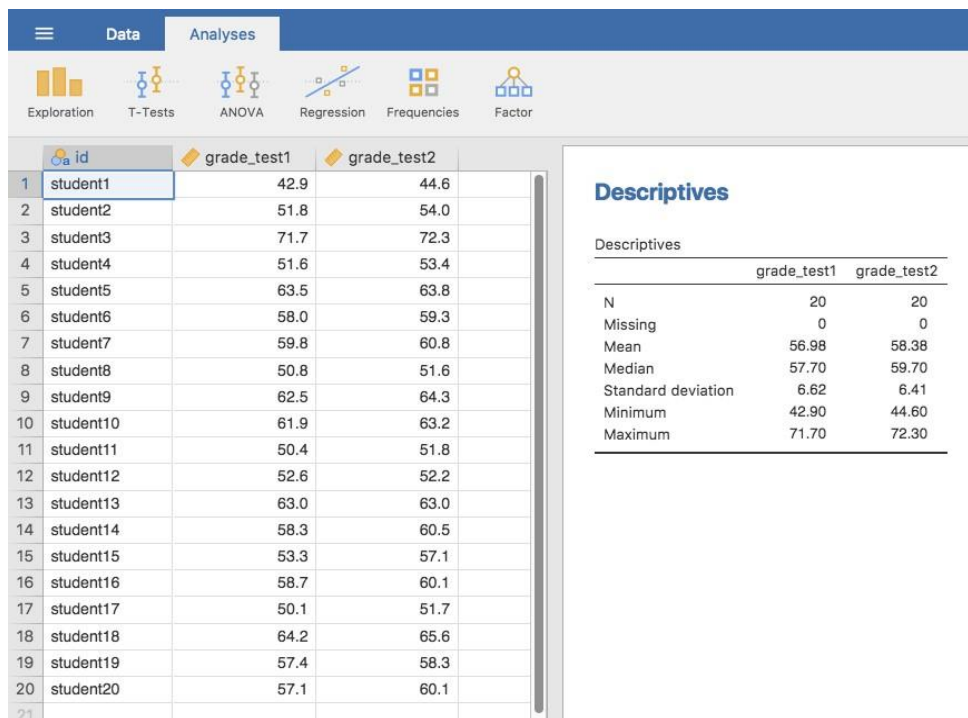 Data Analyses
Exploration T-Tests ANOVA Regression Frequencies Factor
id grade_test1 grade_test2
1 student1 42.9 44.6
2 student2 51.8 54.0
3 student3 71.7 72.3
4 student4 51.6 53.4
5 student5 63.5 63.8
6 student6 58.0 59.3
7 student7 59.8 60.8
8 student8 50.8 51.6
9 student9 62.5 64.3
10 student10 61.9 63.2
11 student11 50.4 51.8
12 student12 52.6 52.2
13 student13 63.0 63.0
14 student14 58.3 60.5
15 student15 53.3 57.1
16 student16 58.7 60.1
17 student17 50.1 51.7
18 student18 64.2 65.6
19 student19 57.4 58.3
20 student20 57.1 60.1
21
Descriptives
Descriptives
grade_test1 grade_test2
N 20 20
Missing 0 0
Mean 56.98 58.38
Median 57.70 59.70
Standard deviation 6.62 6.41
Minimum 42.90 44.60
Maximum 71.70 72.30